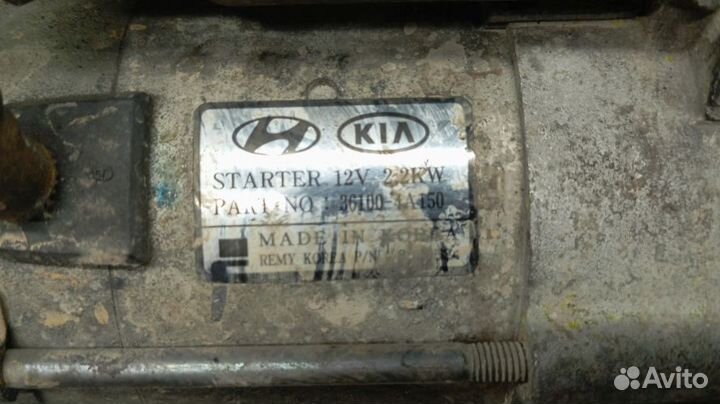 KIA
STARTER 12V 2.2KW
PART NO : 36100-4A150
MADE IN KOREA
REMY KOREA P/N
Avito